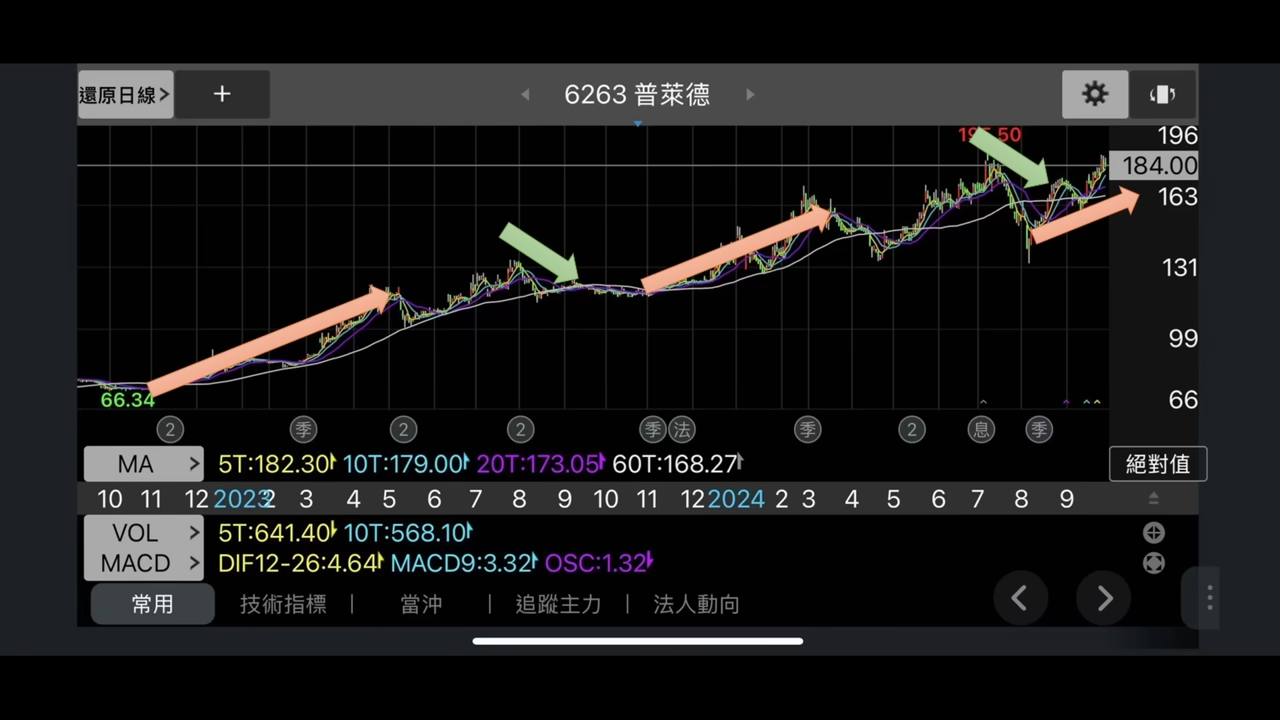 還原日線> + 6263 普萊德
196
184.00
163
131
99
66.34
66
2 季 2 2 季 法 季 2 息 季
MA > 5T:182.30 10T:179.00 20T:173.05 60T:168.27 絕對值
10 11 12 2023 2 3 4 5 6 7 8 9 10 11 12 2024 2 3 4 5 6 7 8 9
VOL > 5T:641.40 10T:568.10
MACD > DIF12-26:4.64 MACD9:3.32 OSC:1.32
常用 技術指標 | 當沖 | 追蹤主力 | 法人動向